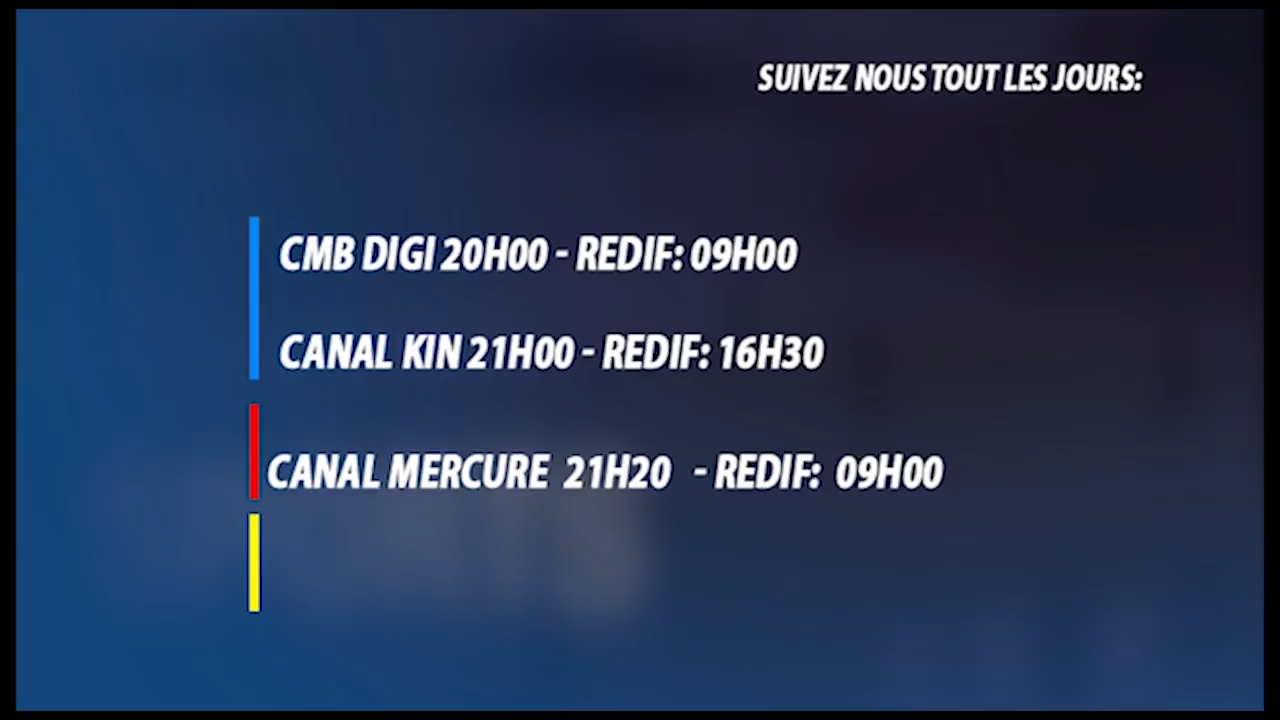 SUIVEZ NOUS TOUT LES JOURS:
CMB DIGI 20H00 - REDIF: 09H00
CANAL KIN 21H00 - REDIF: 16H30
CANAL MERCURE 21H20 - REDIF: 09H00